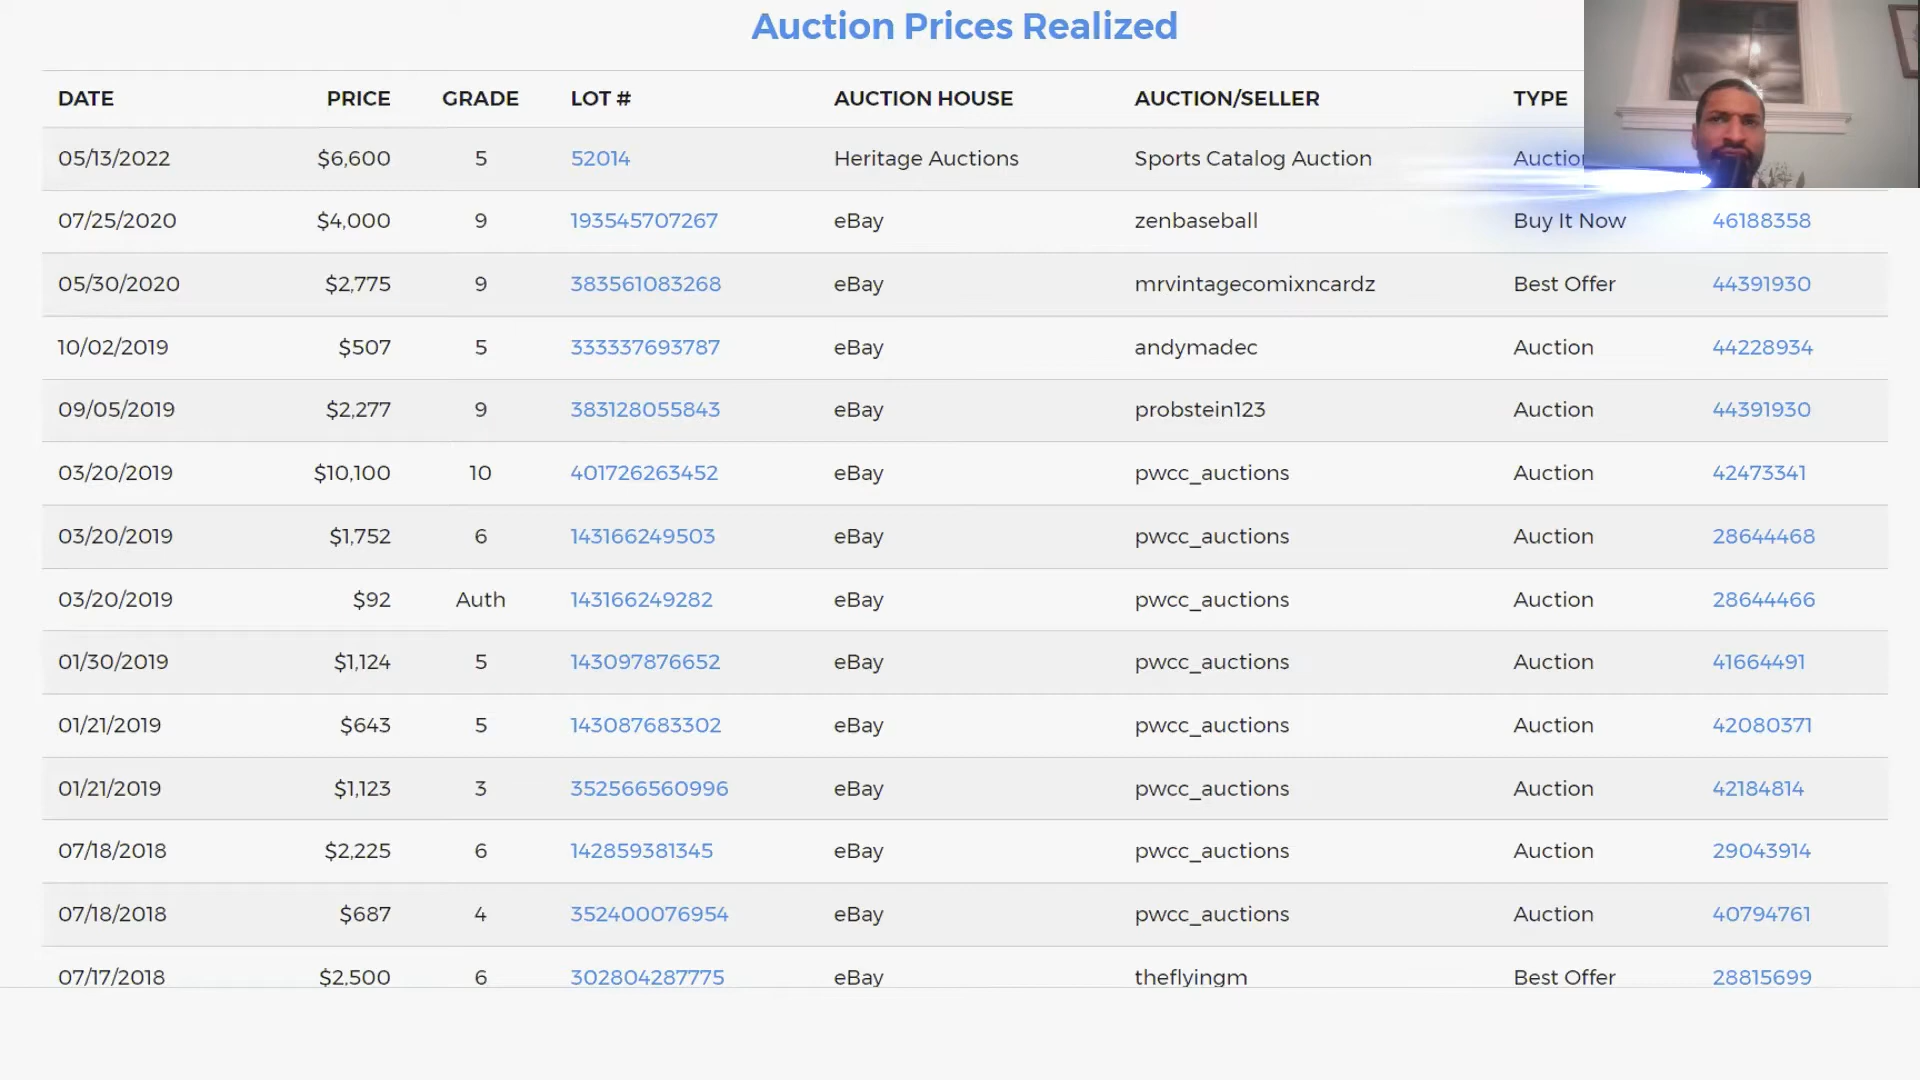 Auction Prices Realized
DATE PRICE GRADE LOT # AUCTION HOUSE AUCTION/SELLER TYPE
05/13/2022 $6,600 5 52014 Heritage Auctions Sports Catalog Auction Auction
07/25/2020 $4,000 9 193545707267 eBay zenbaseball Buy It Now 46188358
05/30/2020 $2,775 9 383561083268 eBay mrvintagecomixncardz Best Offer 44391930
10/02/2019 $507 5 333337693787 eBay andymadec Auction 44228934
09/05/2019 $2,277 9 383128055843 eBay probstein123 Auction 44391930
03/20/2019 $10,100 10 401726263452 eBay pwcc_auctions Auction 42473341
03/20/2019 $1,752 6 143166249503 eBay pwcc_auctions Auction 28644468
03/20/2019 $92 Auth 143166249282 eBay pwcc_auctions Auction 28644466
01/30/2019 $1,124 5 143097876652 eBay pwcc_auctions Auction 41664491
01/21/2019 $643 5 143087683302 eBay pwcc_auctions Auction 42080371
01/21/2019 $1,123 3 352566560996 eBay pwcc_auctions Auction 42184814
07/18/2018 $2,225 6 142859381345 eBay pwcc_auctions Auction 29043914
07/18/2018 $687 4 352400076954 eBay pwcc_auctions Auction 40794761
07/17/2018 $2,500 6 302804287775 eBay theflyingm Best Offer 28815699